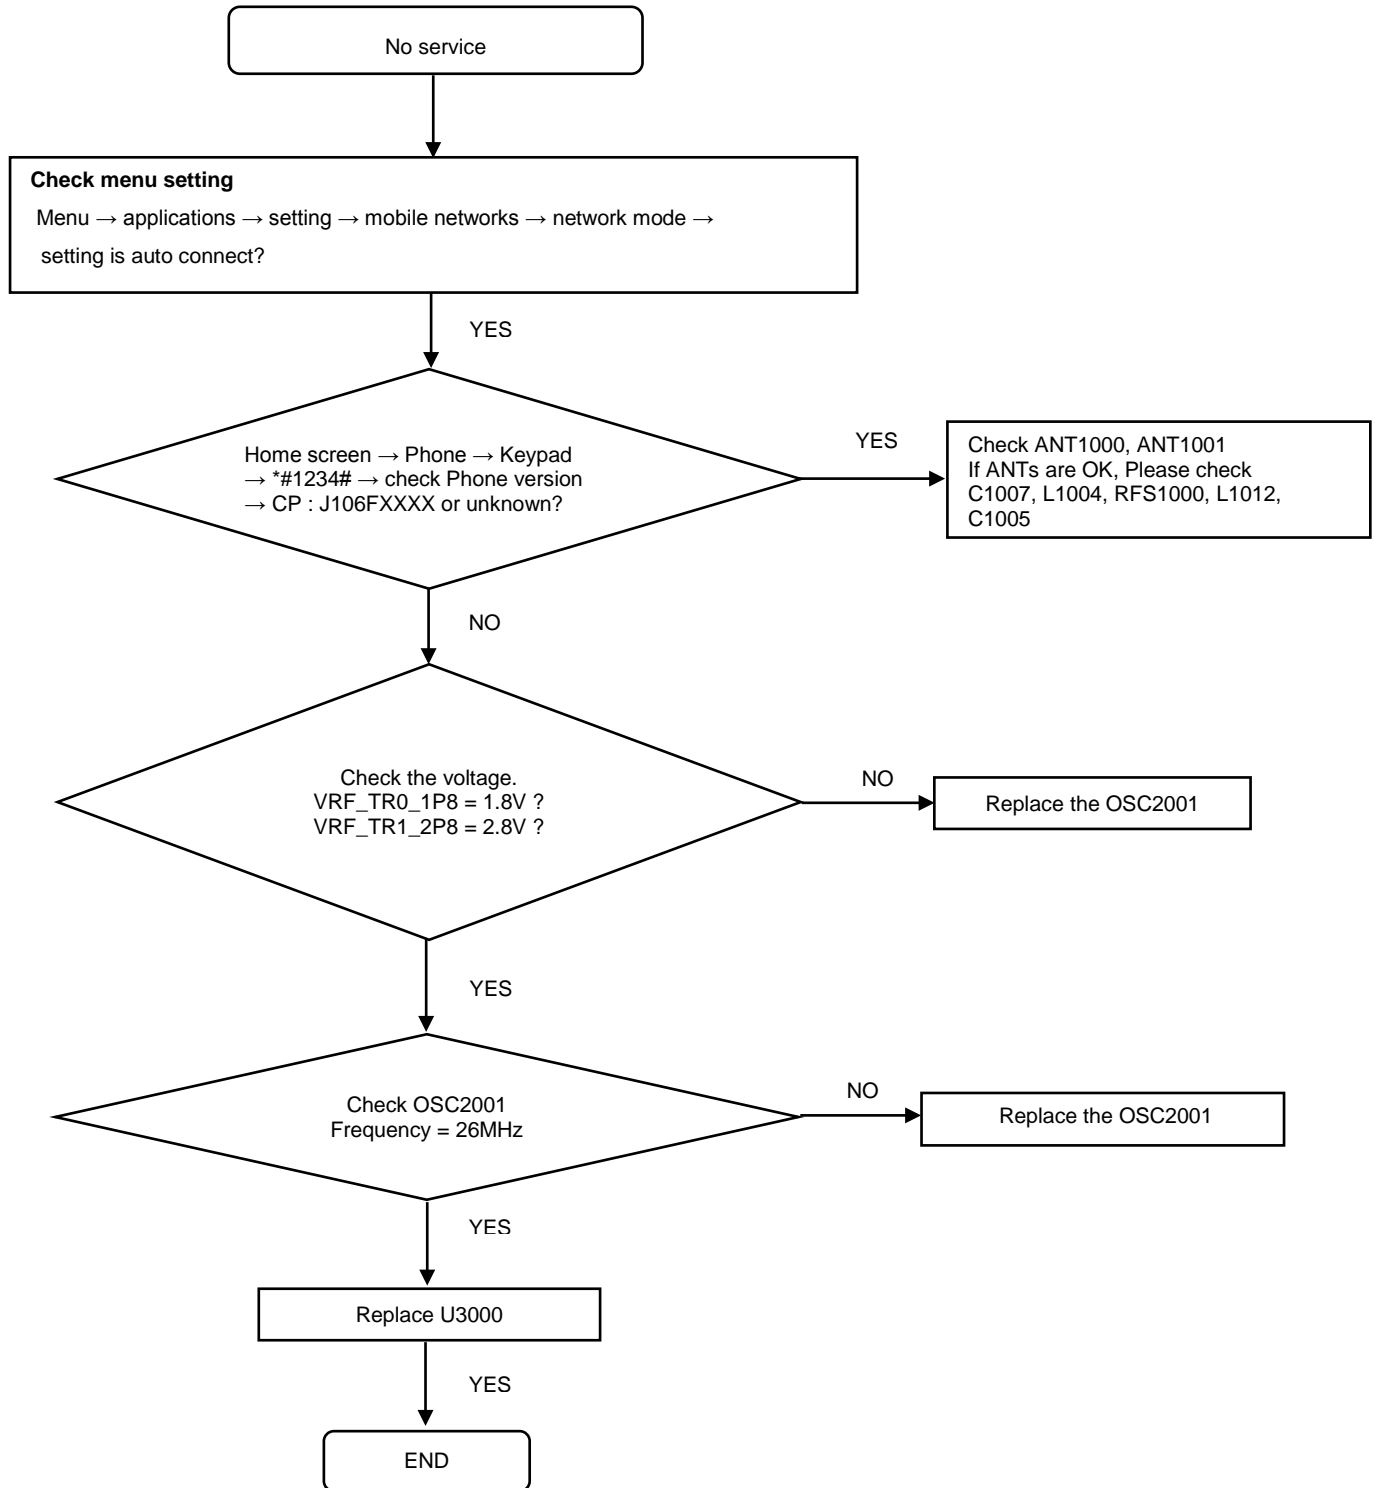 No service
Check menu setting
Menu → applications → setting → mobile networks → network mode →
setting is auto connect?
YES
Home screen → Phone → Keypad
→ *#1234# → check Phone version
→ CP : J106FXXXX or unknown?
YES
Check ANT1000, ANT1001
If ANTs are OK, Please check
C1007, L1004, RFS1000, L1012,
C1005
NO
Check the voltage.
VRF_TR0_1P8 = 1.8V ?
VRF_TR1_2P8 = 2.8V ?
NO
Replace the OSC2001
YES
Check OSC2001
Frequency = 26MHz
NO
Replace the OSC2001
YES
Replace U3000
YES
END